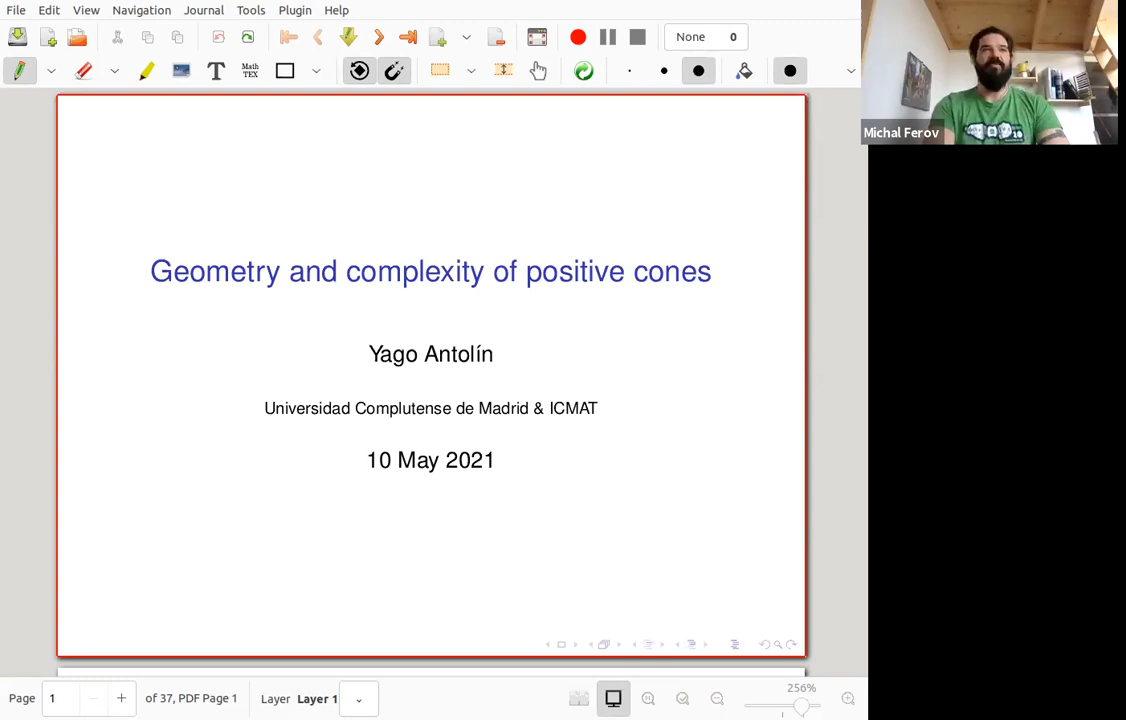 File Edit View Navigation Journal Tools Plugin Help
None 0
T Math TEX
Michal Ferov
Geometry and complexity of positive cones
Yago Antolín
Universidad Complutense de Madrid & ICMAT
10 May 2021
Page 1 of 37, PDF Page 1 Layer Layer 1 256%